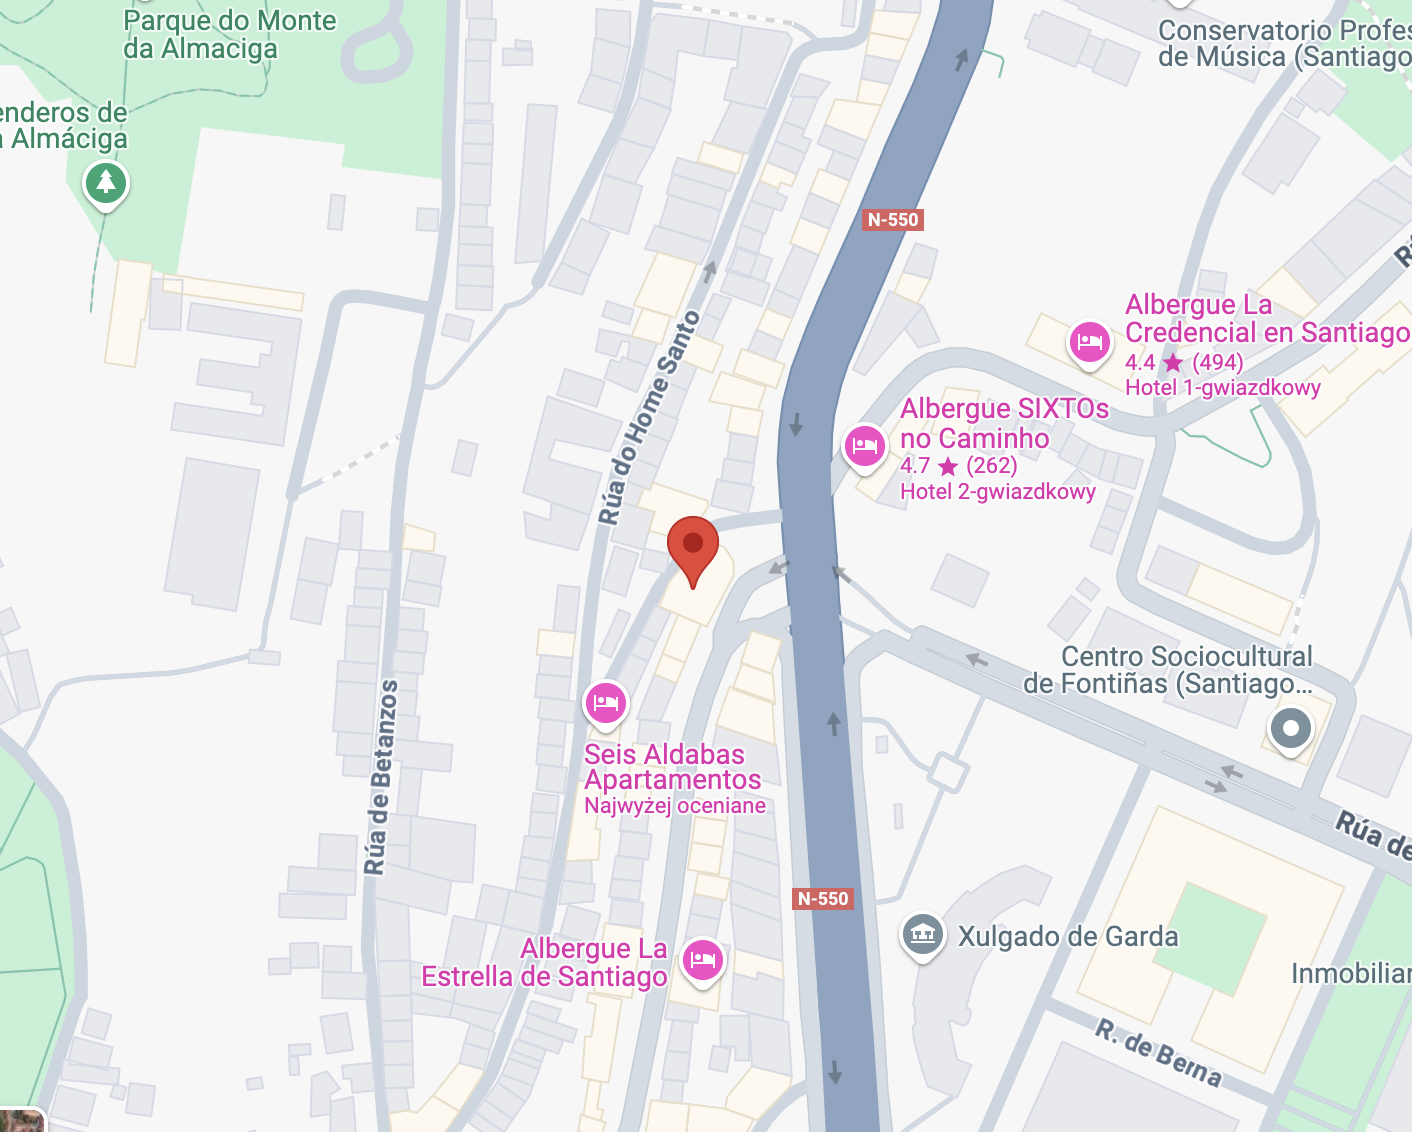 Parque do Monte
da Almaciga
Conservatorio Profes
de Música (Santiago
enderos de
a Almáciga
N-550
Albergue La
Credencial en Santiago
4.4 ★ (494)
Hotel 1-gwiazdkowy
Rúa do Home Santo
Albergue SIXTOs
no Caminho
4.7 ★ (262)
Hotel 2-gwiazdkowy
Centro Sociocultural
de Fontiñas (Santiago...
Rúa de Betanzos
Seis Aldabas
Apartamentos
Najwyżej oceniane
Rúa de
N-550
Xulgado de Garda
Albergue La
Estrella de Santiago
Inmobiliar
R. de Berna